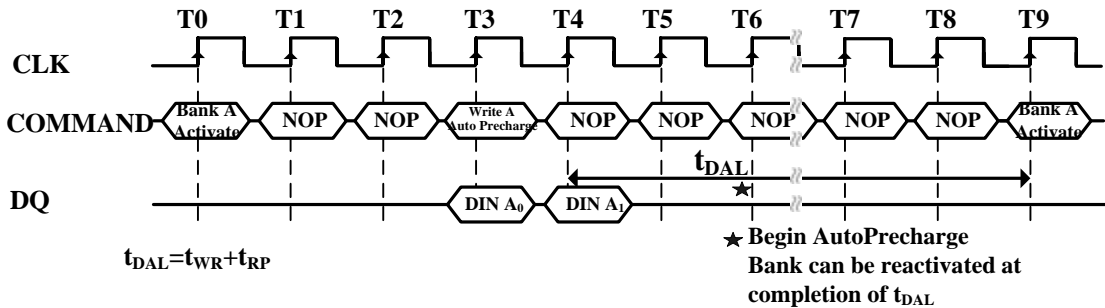 T0 T1 T2 T3 T4 T5 T6 T7 T8 T9
CLK
COMMAND Bank A Activate NOP NOP Write A Auto Precharge NOP NOP NOP NOP NOP Bank A Activate
tDAL
DQ DIN A0 DIN A1
★ Begin AutoPrecharge
Bank can be reactivated at
completion of tDAL
tDAL=tWR+tRP